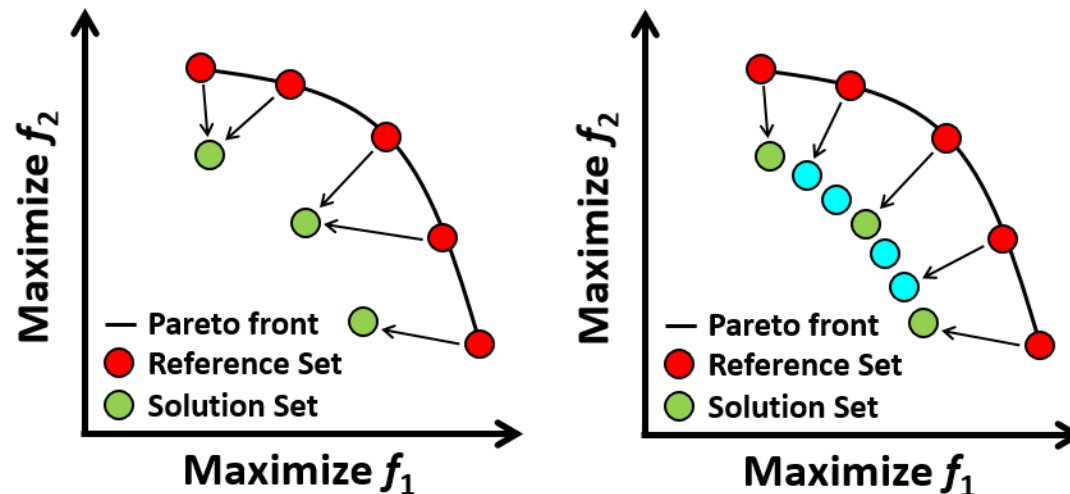 Maximize f2
Pareto front
Reference Set
Solution Set
Maximize f1
Maximize f2
Pareto front
Reference Set
Solution Set
Maximize f1